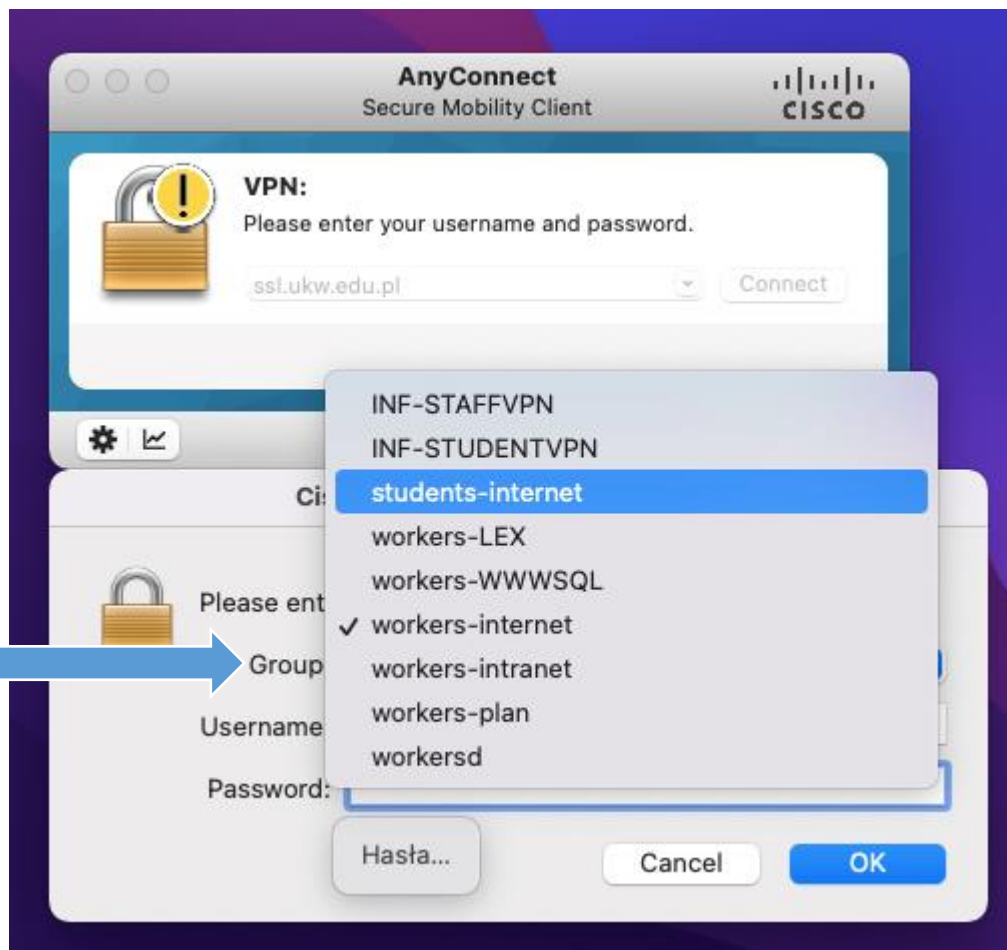 AnyConnect
Secure Mobility Client
CISCO
VPN:
Please enter your username and password.
ssl.ukw.edu.pl
Connect
INF-STAFFVPN
INF-STUDENTVPN
students-internet
workers-LEX
workers-WWWSQL
✓ workers-internet
workers-intranet
workers-plan
workersd
Please
Group
Username
Password:
Hasła...
Cancel
OK